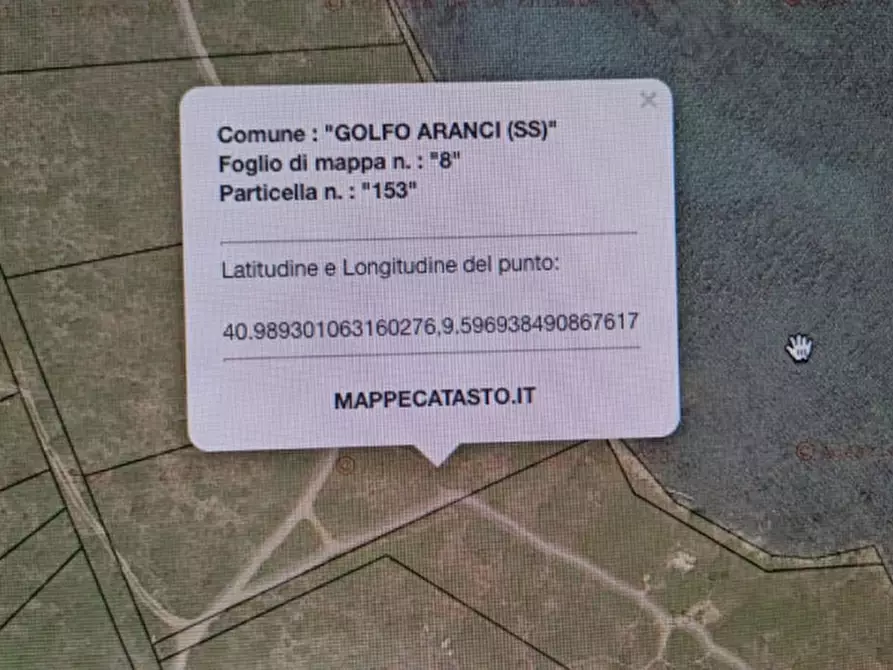 Comune : "GOLFO ARANCI (SS)"
Foglio di mappa n. : "8"
Particella n. : "153"
Latitudine e Longitudine del punto:
40.989301063160276,9.596938490867617
MAPPECATASTO.IT